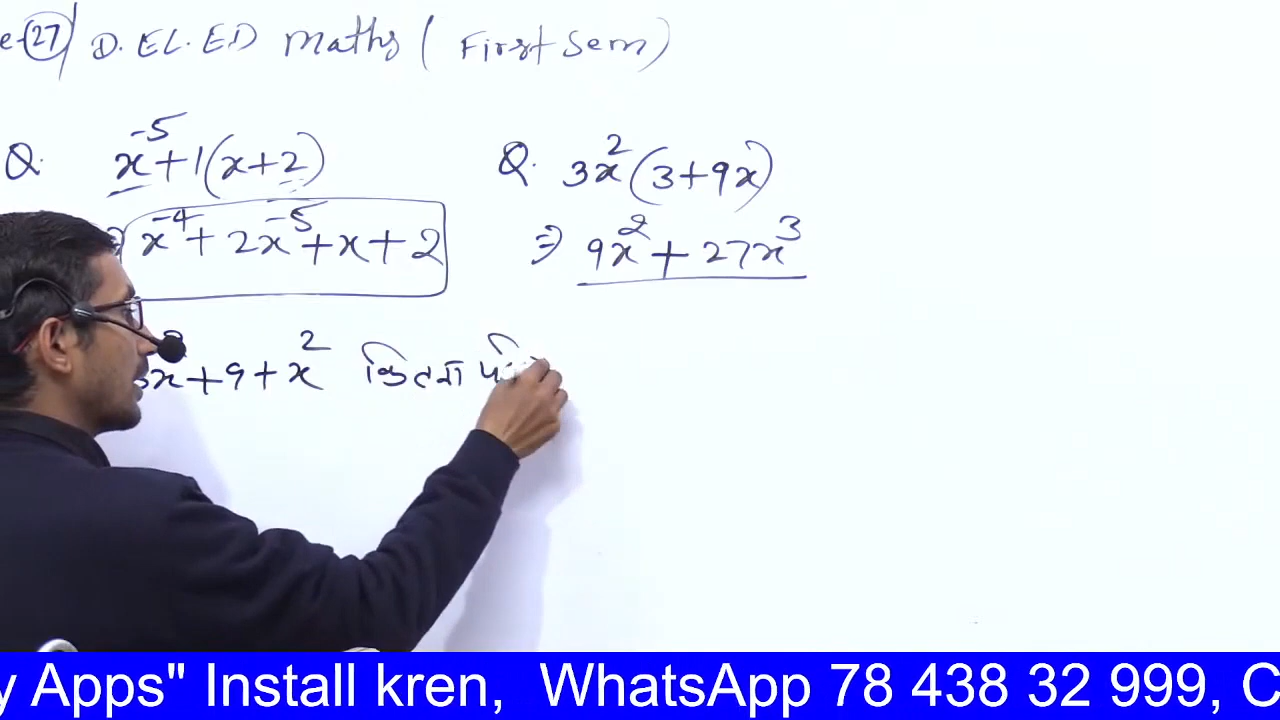 e-(27) D.EL.ED Maths (First Sem)
Q. x⁻⁵+1(x+2)
x⁻⁴+2x⁻⁵+x+2
Q. 3x²(3+9x)
⇒ 9x²+27x³
x³+9+x² कितना
y Apps" Install kren, WhatsApp 78 438 32 999, C